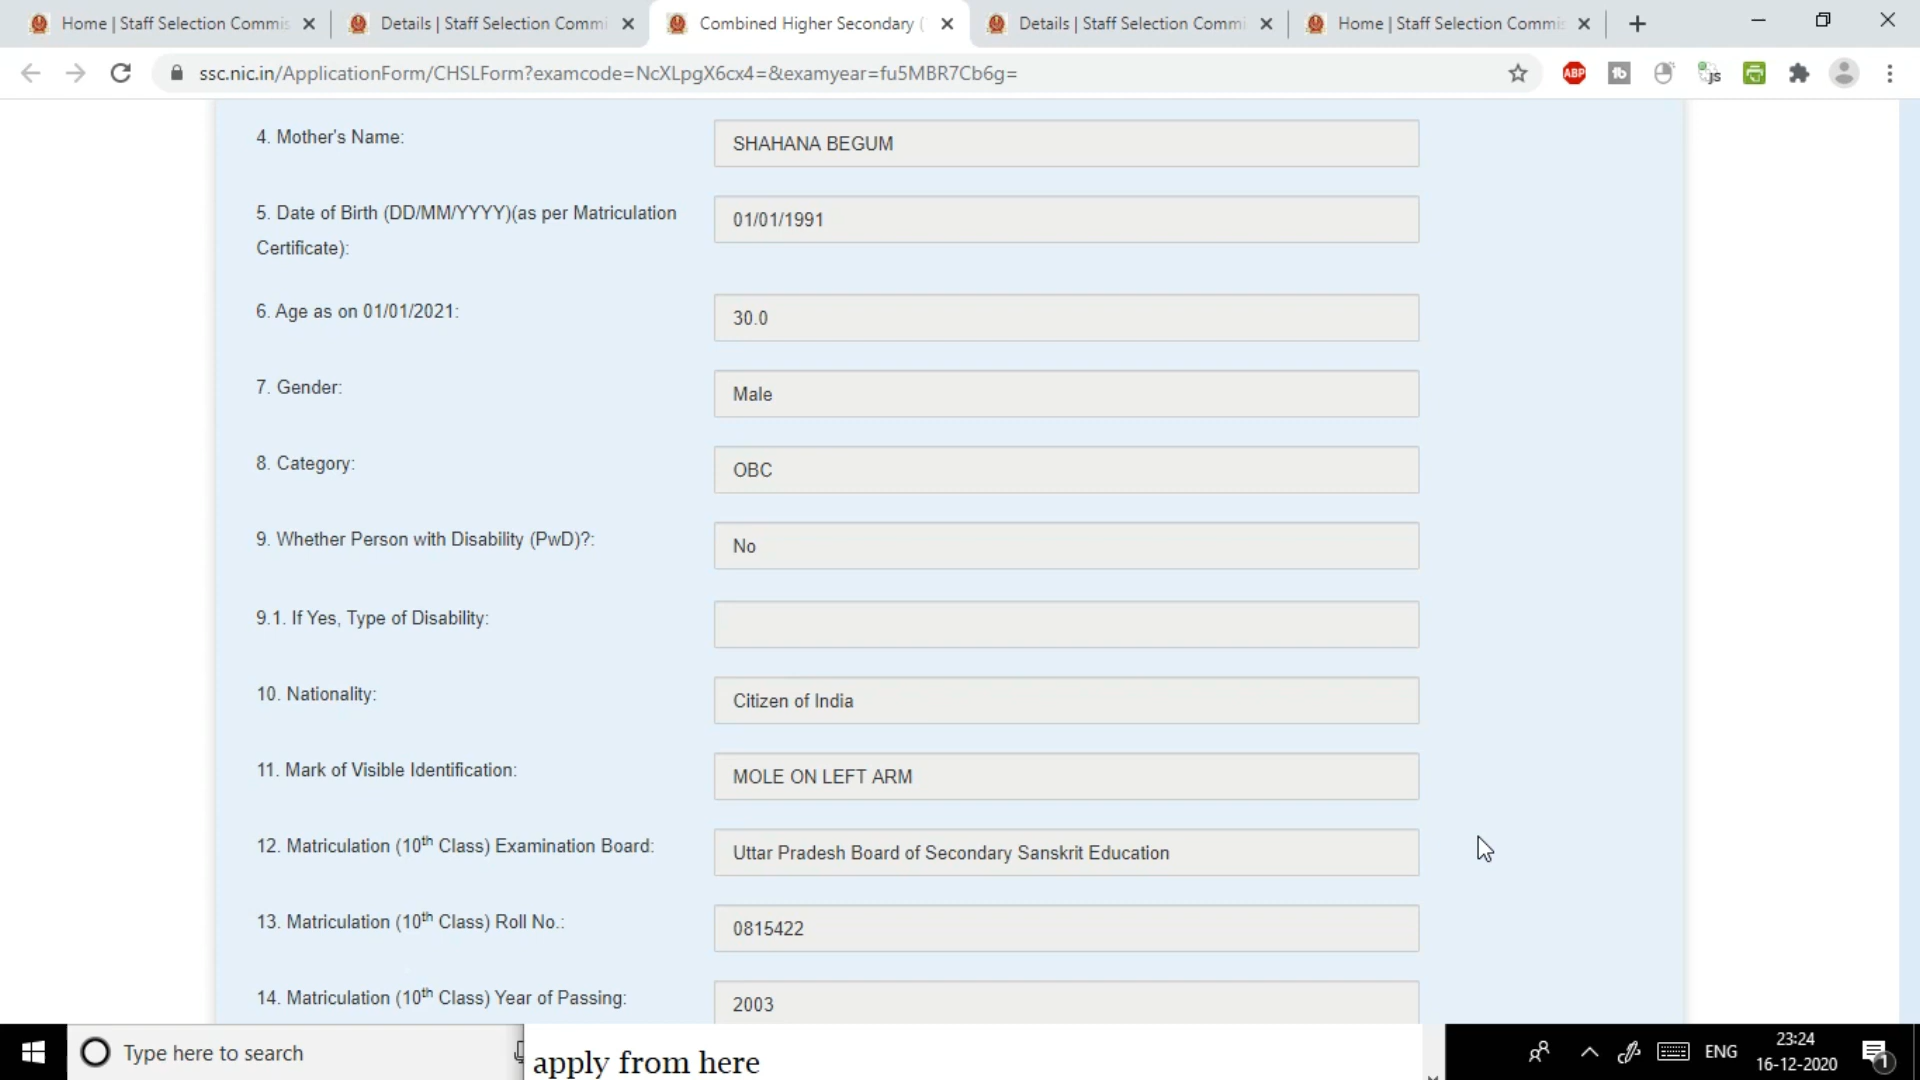 Home | Staff Selection Commis
Details | Staff Selection Commi
Combined Higher Secondary (
Details | Staff Selection Commi
Home | Staff Selection Commis
ssc.nic.in/ApplicationForm/CHSLForm?examcode=NcXLpgX6cx4=&examyear=fu5MBR7Cb6g=
ABP
tb
js
4. Mother's Name:
SHAHANA BEGUM
5. Date of Birth (DD/MM/YYYY)(as per Matriculation
Certificate):
01/01/1991
6. Age as on 01/01/2021:
30.0
7. Gender:
Male
8. Category:
OBC
9. Whether Person with Disability (PwD)?:
No
9.1. If Yes, Type of Disability:
10. Nationality:
Citizen of India
11. Mark of Visible Identification:
MOLE ON LEFT ARM
12. Matriculation (10th Class) Examination Board:
Uttar Pradesh Board of Secondary Sanskrit Education
13. Matriculation (10th Class) Roll No.:
0815422
14. Matriculation (10th Class) Year of Passing:
2003
Type here to search
apply from here
ENG
23:24
16-12-2020
1